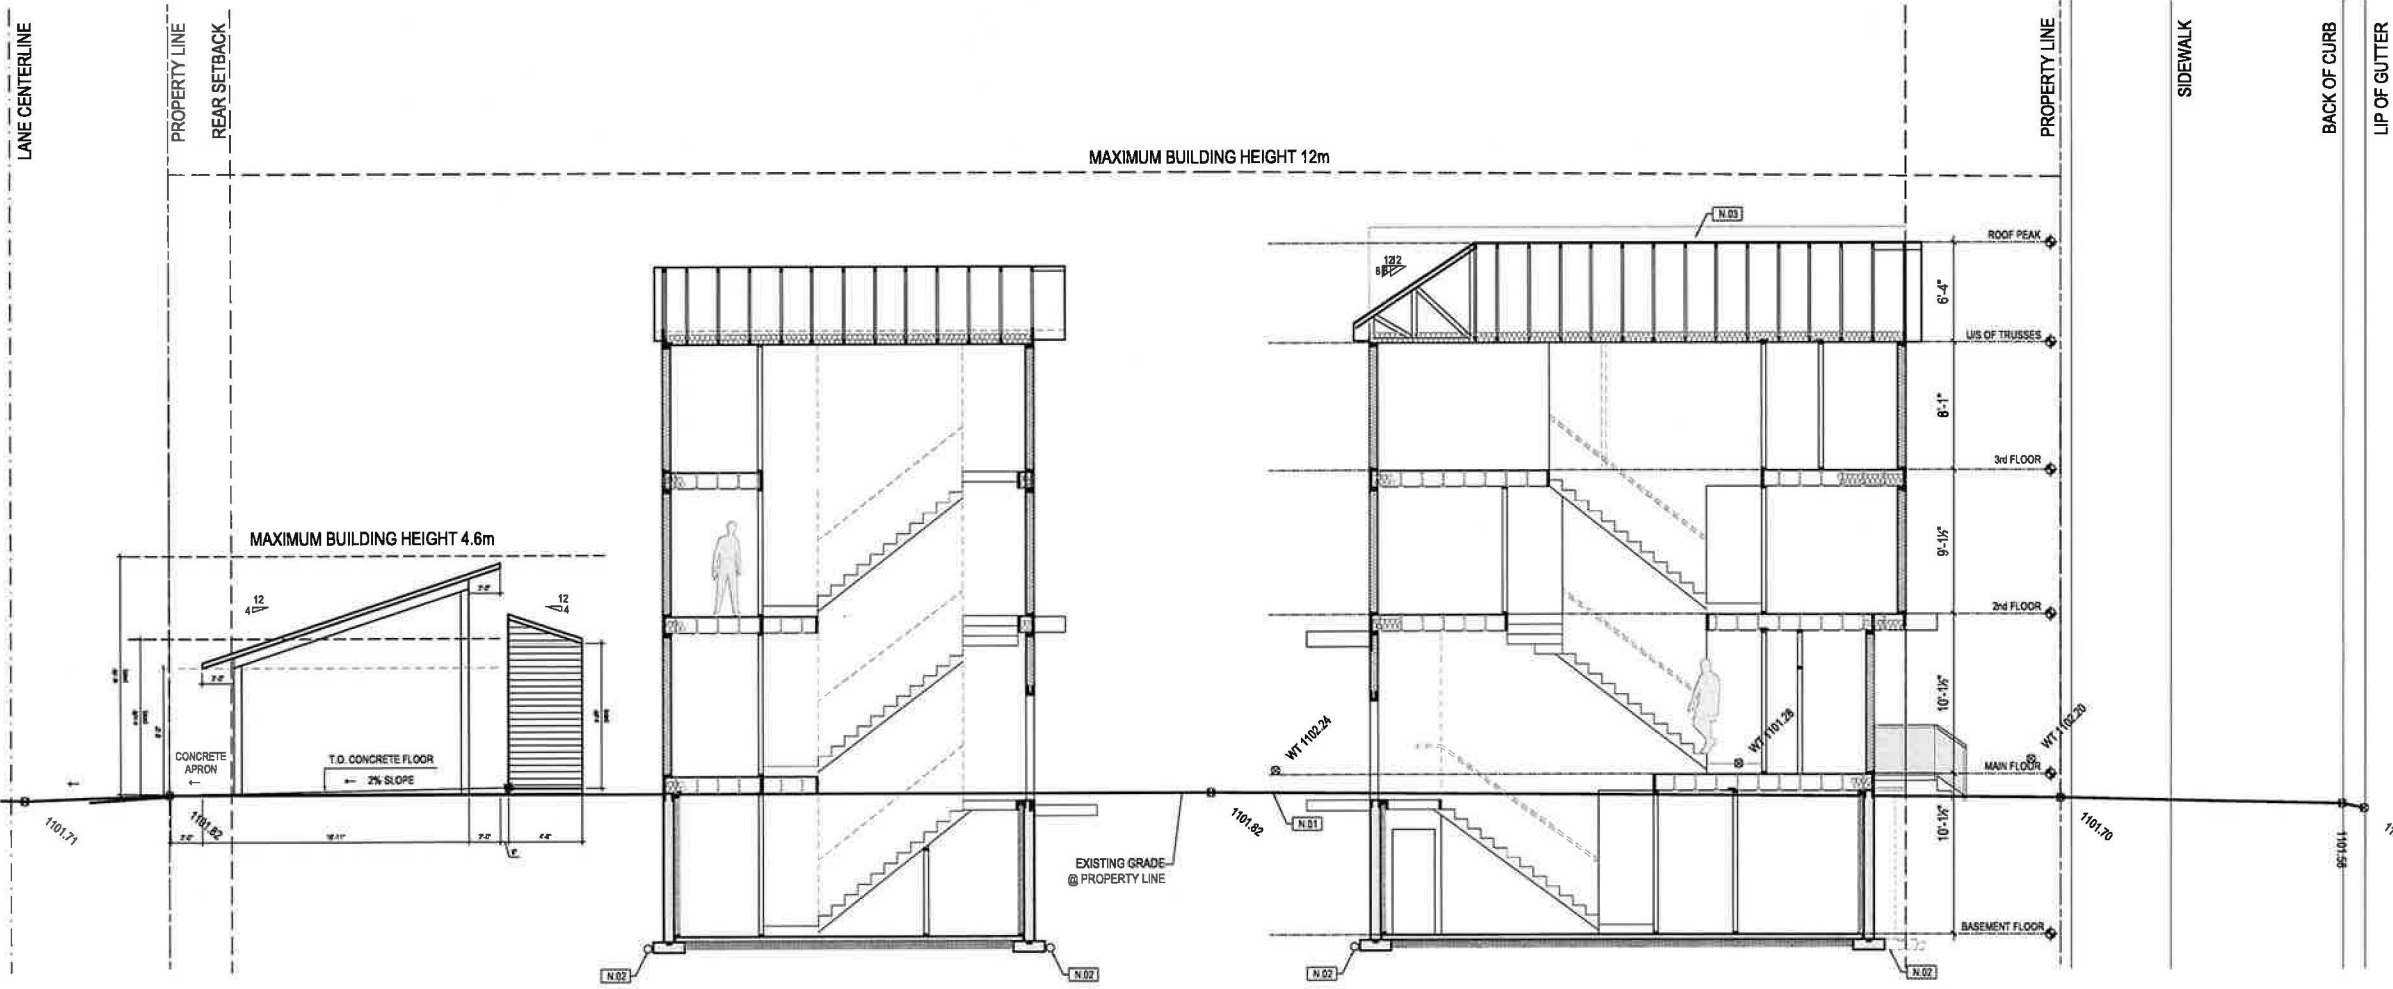 LANE CENTERLINE
PROPERTY LINE
REAR SETBACK
PROPERTY LINE
SIDEWALK
BACK OF CURB
LIP OF GUTTER
MAXIMUM BUILDING HEIGHT 12m
N.03
ROOF PEAK
6'-4"
U/S OF TRUSSES
8'-1"
3rd FLOOR
9'-1½"
2nd FLOOR
10'-1½"
MAIN FLOOR
10'-1½"
BASEMENT FLOOR
MAXIMUM BUILDING HEIGHT 4.6m
12
4
12
4
2'-0"
2'-0"
CONCRETE
APRON
T.O. CONCRETE FLOOR
2% SLOPE
WT 1102.24
WT 1101.28
WT 1102.20
1101.71
1101.82
1101.82
1101.70
1101.56
N.01
EXISTING GRADE
@ PROPERTY LINE
N.02
N.02
N.02
N.02